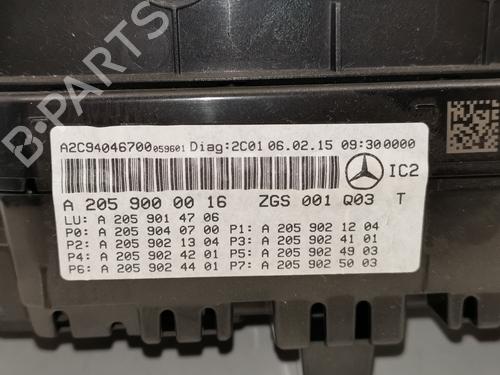 A2C94046700059601 Diag:2C01 06.02.15 09:300000
IC2
A 205 900 00 16 ZGS 001 Q03 T
LU: A 205 901 47 06
P0: A 205 904 07 00 P1: A 205 902 12 04
P2: A 205 902 13 04 P3: A 205 902 41 01
P4: A 205 902 42 01 P5: A 205 902 49 03
P6: A 205 902 44 01 P7: A 205 902 50 03
B-PARTS